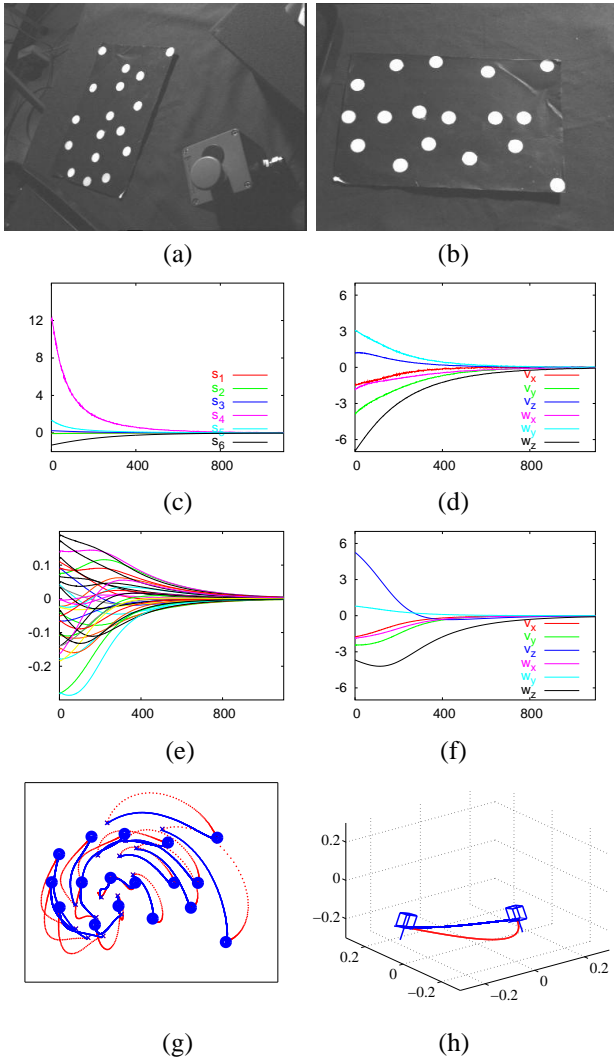 (a) (b)
12
8
4
0
0 400 800
s1
s2
s3
s4
s5
s6
(c)
6
3
0
-3
-6
0 400 800
vx
vy
vz
wx
wy
wz
(d)
0.1
0
-0.1
-0.2
0 400 800
(e)
6
3
0
-3
-6
0 400 800
vx
vy
vz
wx
wy
wz
(f)
0.2
0
−0.2
0.2
0
−0.2
−0.2
0
0.2
(g) (h)